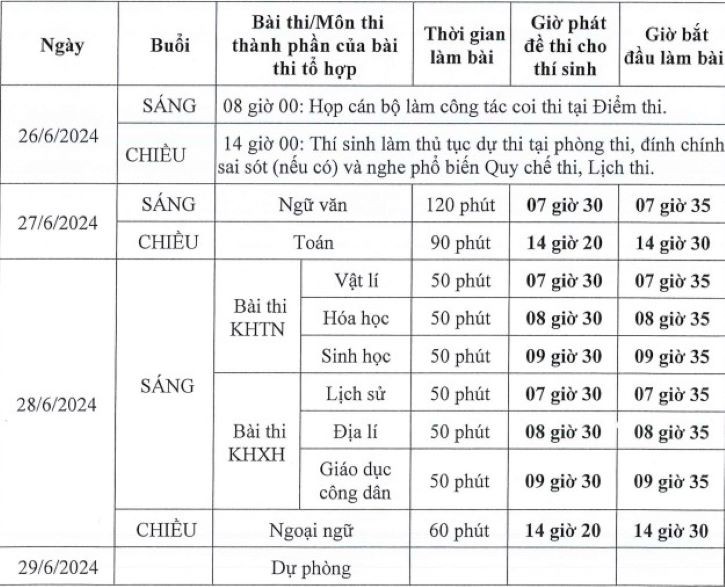 Ngày
Buổi
Bài thi/Môn thi
thành phần của bài
thi tổ hợp
Thời gian
làm bài
Giờ phát
đề thi cho
thí sinh
Giờ bắt
đầu làm bài
26/6/2024
SÁNG
08 giờ 00: Họp cán bộ làm công tác coi thi tại Điểm thi.
CHIỀU
14 giờ 00: Thí sinh làm thủ tục dự thi tại phòng thi, đính chính
sai sót (nếu có) và nghe phổ biến Quy chế thi, Lịch thi.
27/6/2024
SÁNG
Ngữ văn
120 phút
07 giờ 30
07 giờ 35
CHIỀU
Toán
90 phút
14 giờ 20
14 giờ 30
28/6/2024
SÁNG
Bài thi
KHTN
Vật lí
50 phút
07 giờ 30
07 giờ 35
Hóa học
50 phút
08 giờ 30
08 giờ 35
Sinh học
50 phút
09 giờ 30
09 giờ 35
Bài thi
KHXH
Lịch sử
50 phút
07 giờ 30
07 giờ 35
Địa lí
50 phút
08 giờ 30
08 giờ 35
Giáo dục
công dân
50 phút
09 giờ 30
09 giờ 35
CHIỀU
Ngoại ngữ
60 phút
14 giờ 20
14 giờ 30
29/6/2024
Dự phòng